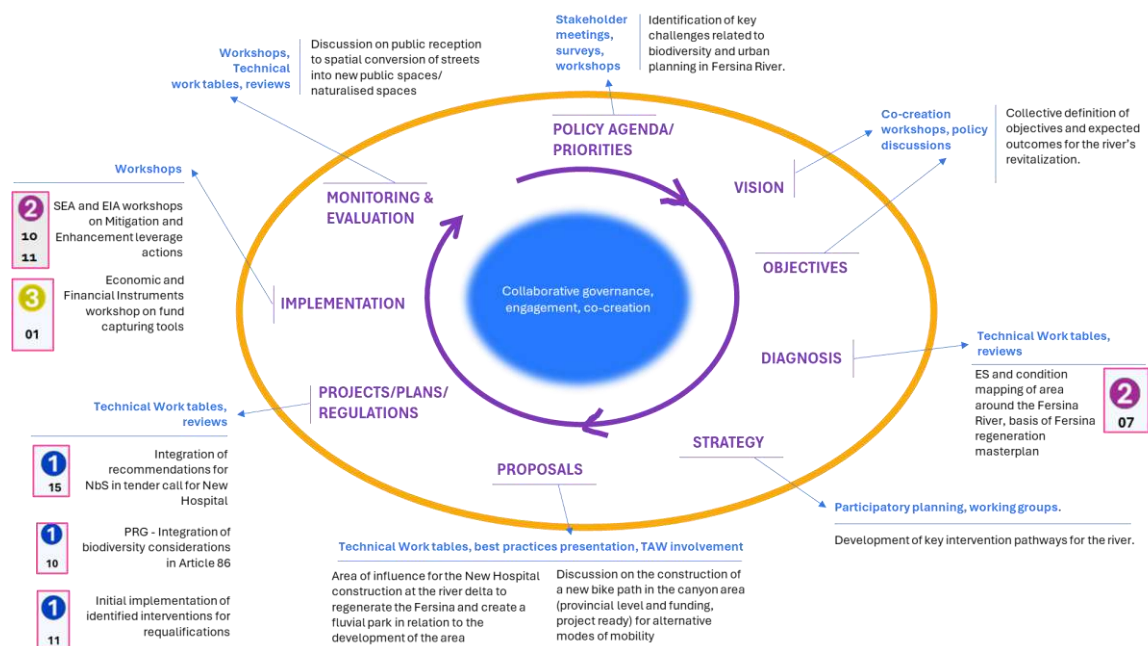 Stakeholder
meetings,
surveys,
workshops
Identification of key
challenges related to
biodiversity and urban
planning in Fersina River.
Workshops,
Technical
work tables, reviews
Discussion on public reception
to spatial conversion of streets
into new public spaces/
naturalised spaces
POLICY AGENDA/
PRIORITIES
Co-creation
workshops, policy
discussions
Collective definition of
objectives and expected
outcomes for the river's
revitalization.
VISION
MONITORING &
EVALUATION
Workshops
2
10
11
SEA and EIA workshops
on Mitigation and
Enhancement leverage
actions
3
01
Economic and
Financial Instruments
workshop on fund
capturing tools
OBJECTIVES
IMPLEMENTATION
Collaborative governance,
engagement, co-creation
DIAGNOSIS
Technical Work tables,
reviews
ES and condition
mapping of area
around the Fersina
River, basis of Fersina
regeneration
masterplan
2
07
PROJECTS/PLANS/
REGULATIONS
Technical Work tables,
reviews
1
15
Integration of
recommendations for
NbS in tender call for New
Hospital
1
10
PRG - Integration of
biodiversity considerations
in Article 86
1
11
Initial implementation of
identified interventions for
requalifications
STRATEGY
Participatory planning, working groups.
Development of key intervention pathways for the river.
PROPOSALS
Technical Work tables, best practices presentation, TAW involvement
Area of influence for the New Hospital
construction at the river delta to
regenerate the Fersina and create a
fluvial park in relation to the
development of the area
Discussion on the construction of
a new bike path in the canyon area
(provincial level and funding,
project ready) for alternative
modes of mobility